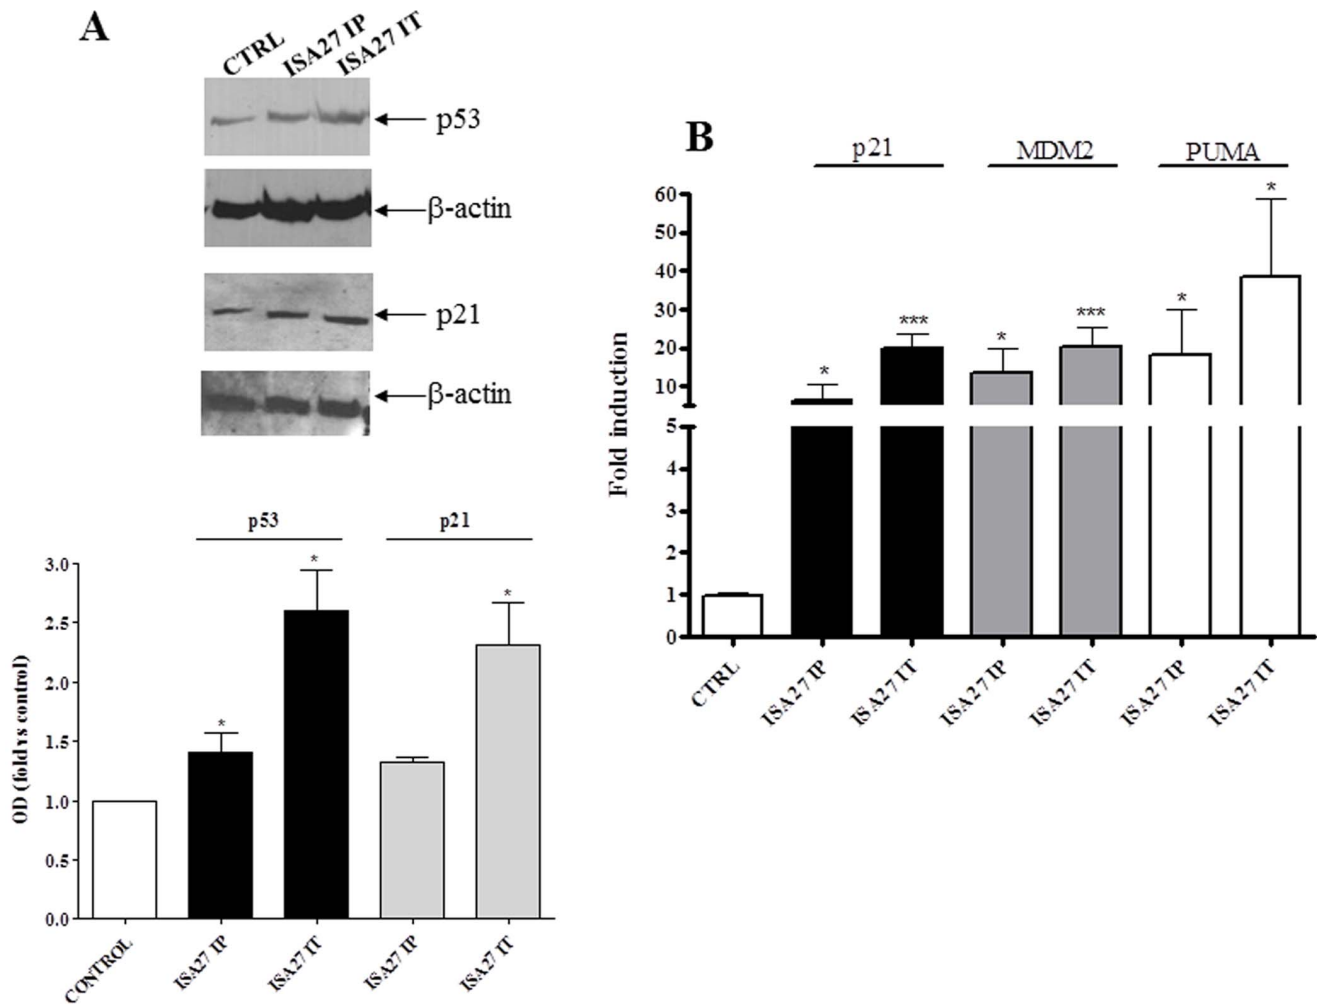 A
CTRL
ISA27 IP
ISA27 IT
p53
β-actin
p21
β-actin
p53
p21
*
*
*
3.0
2.5
2.0
1.5
1.0
0.5
0.0
OD (fold vs control)
CONTROL
ISA27 IP
ISA27 IT
ISA27 IP
ISA27 IT
B
p21
MDM2
PUMA
*
***
*
***
*
*
60
50
40
30
20
10
5
4
3
2
1
0
Fold induction
CTRL
ISA27 IP
ISA27 IT
ISA27 IP
ISA27 IT
ISA27 IP
ISA27 IT